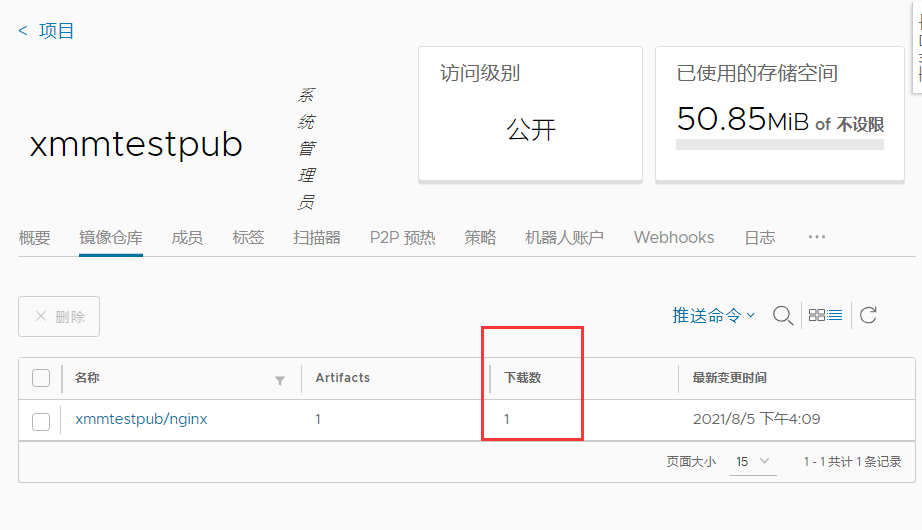 < 项目
xmmtestpub
系统管理员
访问级别
公开
已使用的存储空间
50.85MiB of 不设限
概要 镜像仓库 成员 标签 扫描器 P2P 预热 策略 机器人账户 Webhooks 日志 ...
× 删除
推送命令
名称 Artifacts 下载数 最新变更时间
xmmtestpub/nginx 1 1 2021/8/5 下午4:09
页面大小 15 1 - 1 共计 1 条记录